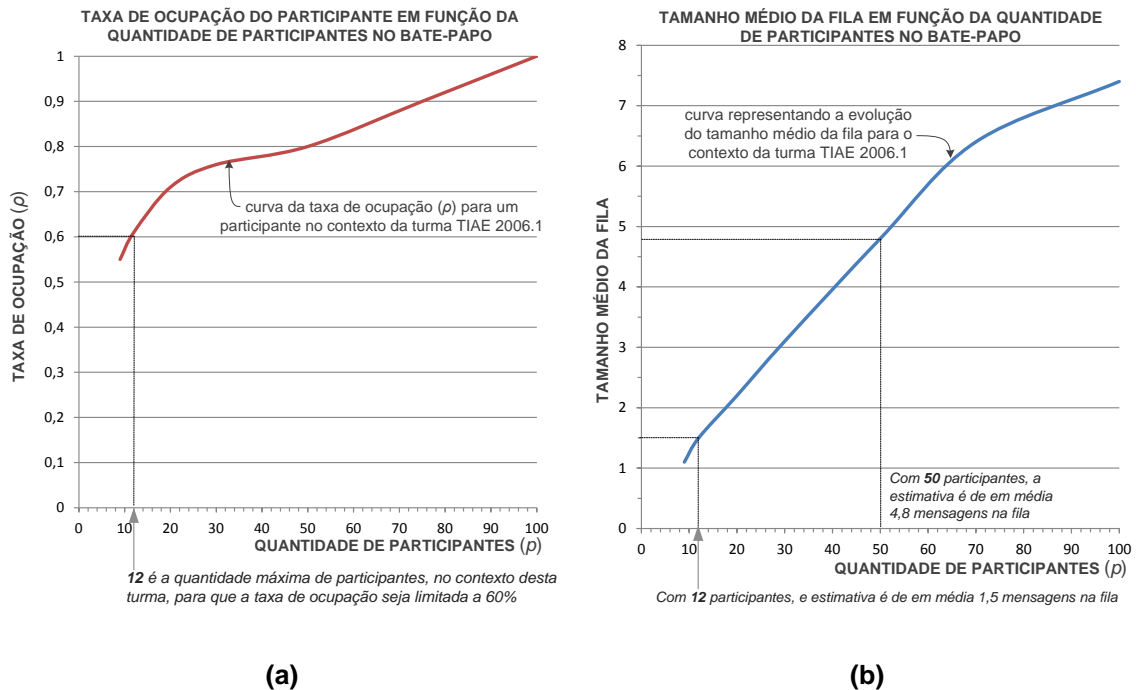 TAXA DE OCUPAÇÃO DO PARTICIPANTE EM FUNÇÃO DA
QUANTIDADE DE PARTICIPANTES NO BATE-PAPO
1
0,9
0,8
0,7
0,6
0,5
0,4
0,3
0,2
0,1
0
TAXA DE OCUPAÇÃO (ρ)
curva da taxa de ocupação (ρ) para um
participante no contexto da turma TIAE 2006.1
0 10 20 30 40 50 60 70 80 90 100
QUANTIDADE DE PARTICIPANTES (p)
12 é a quantidade máxima de participantes, no contexto desta
turma, para que a taxa de ocupação seja limitada a 60%
(a)
TAMANHO MÉDIO DA FILA EM FUNÇÃO DA QUANTIDADE
DE PARTICIPANTES NO BATE-PAPO
8
7
6
5
4
3
2
1
0
TAMANHO MÉDIO DA FILA
curva representando a evolução
do tamanho médio da fila para o
contexto da turma TIAE 2006.1
Com 50 participantes, a
estimativa é de em média
4,8 mensagens na fila
0 10 20 30 40 50 60 70 80 90 100
QUANTIDADE DE PARTICIPANTES (p)
Com 12 participantes, e estimativa é de em média 1,5 mensagens na fila
(b)